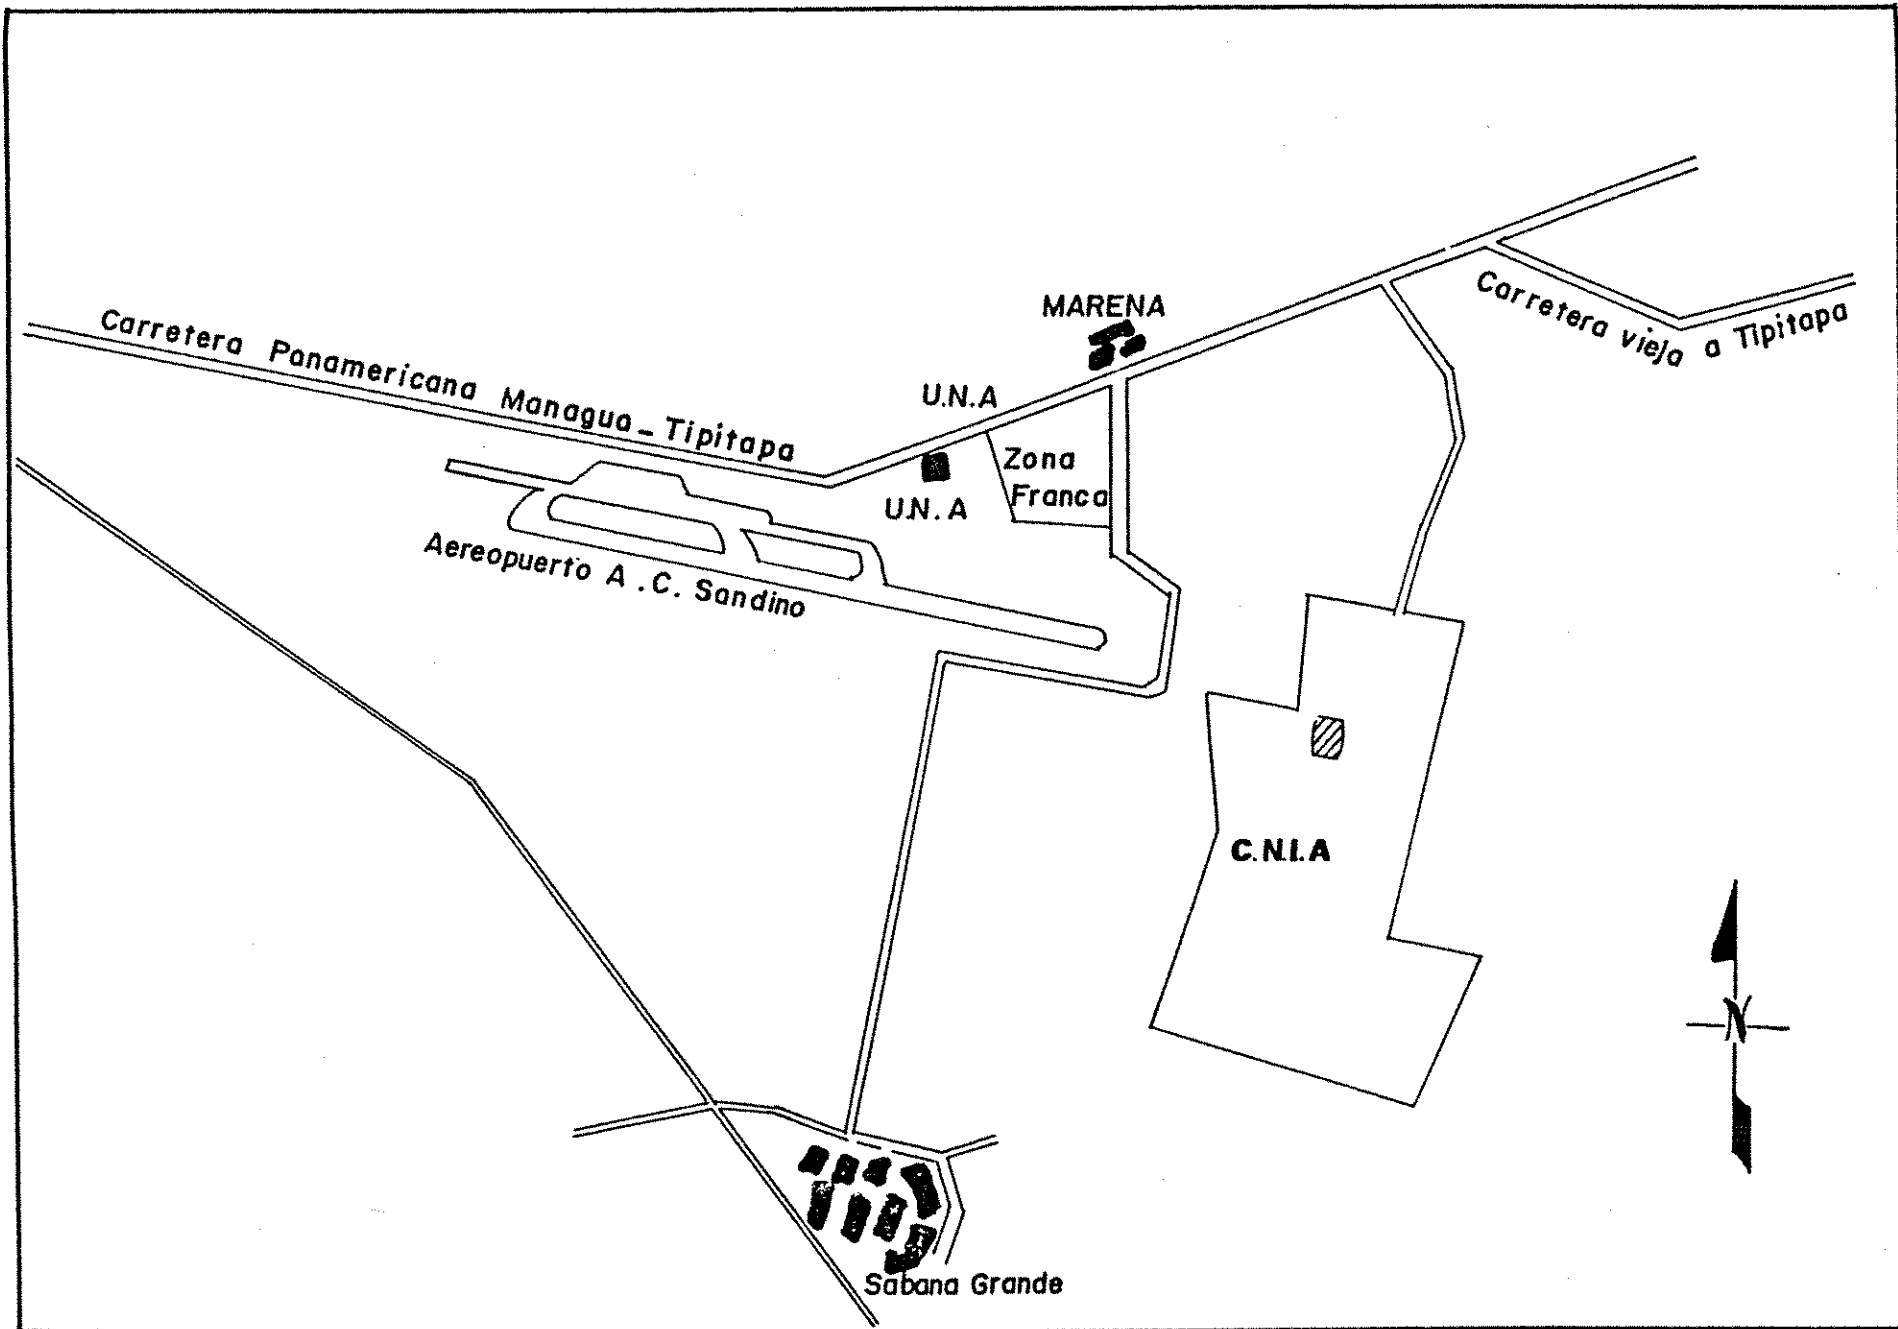 MARENA
Carretera vieja a Tipitapa
Carretera Panamericana Managua-Tipitapa
U.N.A
Zona
Franca
U.N.A
Aereopuerto A.C. Sandino
C.N.I.A
N
Sabana Grande